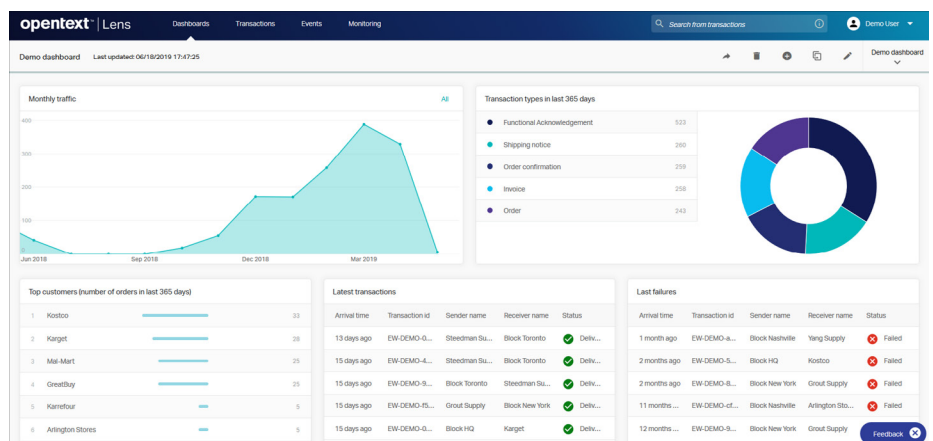 opentext™ | Lens Dashboards Transactions Events Monitoring Search from transactions Demo User
Demo dashboard Last updated: 06/18/2019 17:47:25 Demo dashboard
Monthly traffic All
400
300
200
100
0
Jun 2018 Sep 2018 Dec 2018 Mar 2019
Transaction types in last 365 days
Functional Acknowledgement 523
Shipping notice 260
Order confirmation 259
Invoice 258
Order 243
Top customers (number of orders in last 365 days)
1 Kostco 33
2 Karget 28
3 Mal-Mart 25
4 GreatBuy 25
5 Karrefour 5
6 Arlington Stores 5
Latest transactions
Arrival time Transaction id Sender name Receiver name Status
13 days ago EW-DEMO-0... Steedman Su... Block Toronto Deliv...
15 days ago EW-DEMO-4... Steedman Su... Block Toronto Deliv...
15 days ago EW-DEMO-9... Block Toronto Steedman Su... Deliv...
15 days ago EW-DEMO-f5... Grout Supply Block New York Deliv...
15 days ago EW-DEMO-0... Block HQ Karget Deliv...
Last failures
Arrival time Transaction id Sender name Receiver name Status
1 month ago EW-DEMO-a... Block Nashville Yang Supply Failed
2 months ago EW-DEMO-5... Block HQ Kostco Failed
2 months ago EW-DEMO-8... Block New York Grout Supply Failed
11 months ... EW-DEMO-cf... Block Nashville Arlington Sto... Failed
12 months ... EW-DEMO-9... Block New York Grout Supply
Feedback